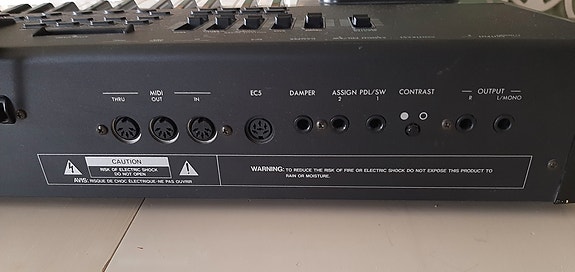 MIDI
THRU OUT IN
EC5
DAMPER
ASSIGN PDL/SW
2 1
CONTRAST
OUTPUT
R L/MONO
CAUTION
RISK OF ELECTRIC SHOCK
DO NOT OPEN
AVIS: RISQUE DE CHOC ELECTRIQUE-NE PAS OUVRIR
WARNING: TO REDUCE THE RISK OF FIRE OR ELECTRIC SHOCK DO NOT EXPOSE THIS PRODUCT TO
RAIN OR MOISTURE.